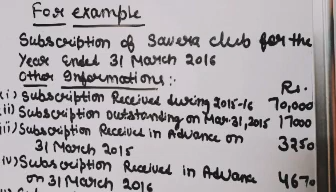 For example
Subscription of Savera club for the
Year Ended 31 March 2016
Other Informations:-
Rs.
i) Subscription Received during 2015-16 70,000
ii) Subscription outstanding on Mar.31,2015 17000
iii) Subscription Received in Advance on 3250
31 March 2015
iv) Subscription Received in Advance 4670
on 31 March 2016